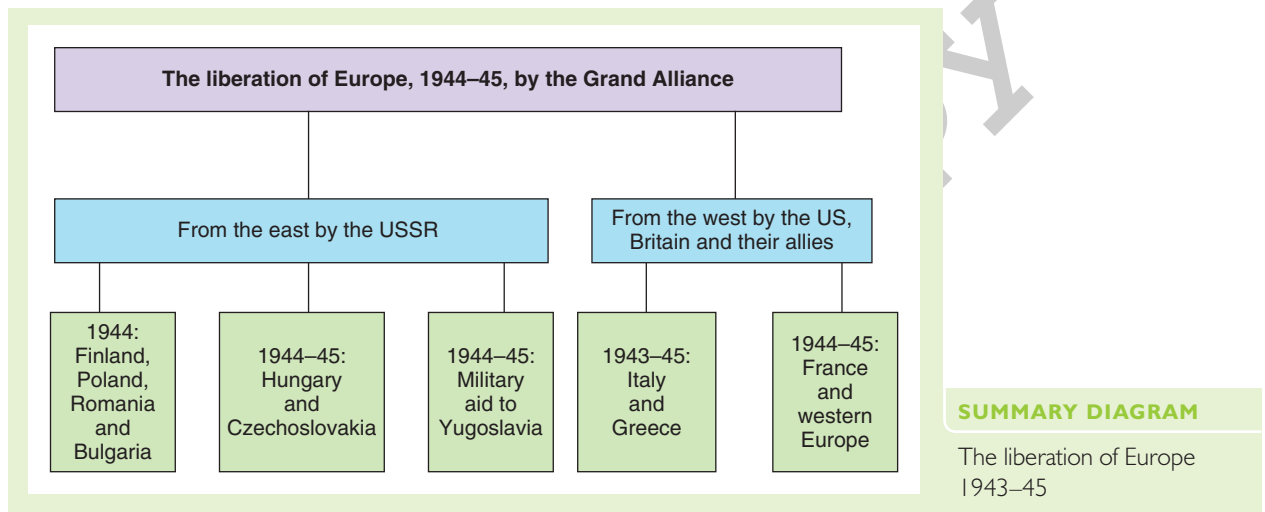 The liberation of Europe, 1944–45, by the Grand Alliance
From the east by the USSR
From the west by the US,
Britain and their allies
1944:
Finland,
Poland,
Romania
and
Bulgaria
1944–45:
Hungary
and
Czechoslovakia
1944–45:
Military
aid to
Yugoslavia
1943–45:
Italy
and
Greece
1944–45:
France
and
western
Europe
SUMMARY DIAGRAM
The liberation of Europe
1943–45